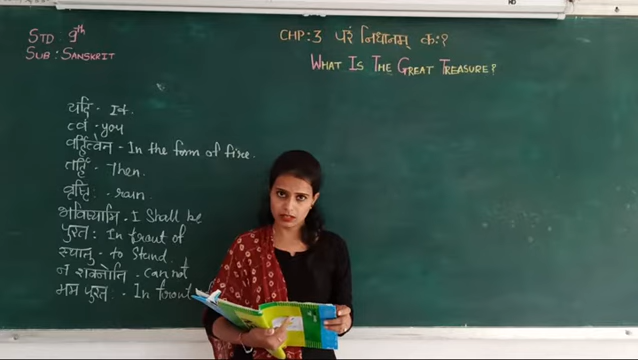 STD : 9th
SUB : SANSKRIT
CHP : 3 परं निधानम् कः?
WHAT IS THE GREAT TREASURE?
यदि - If.
त्वं - you
वह्नित्वेन - In the form of fire.
तर्हि - Then.
वृष्टि: - rain.
भविष्यामि - I shall be
पुरत: In front of
स्थातुं - to stand.
न शक्नोति - cannot
मम पुरत: - In front